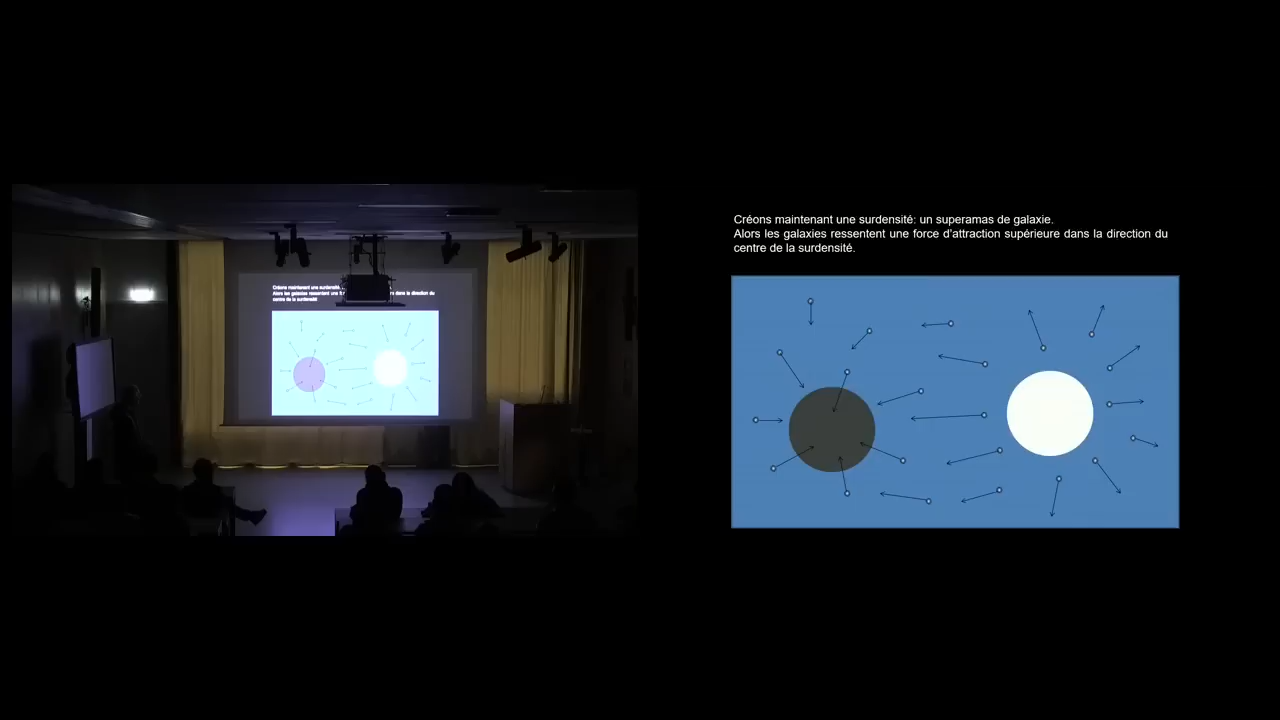 Créons maintenant une surdensité: un superamas de galaxie.
Alors les galaxies ressentent une force d'attraction supérieure dans la direction du
centre de la surdensité.